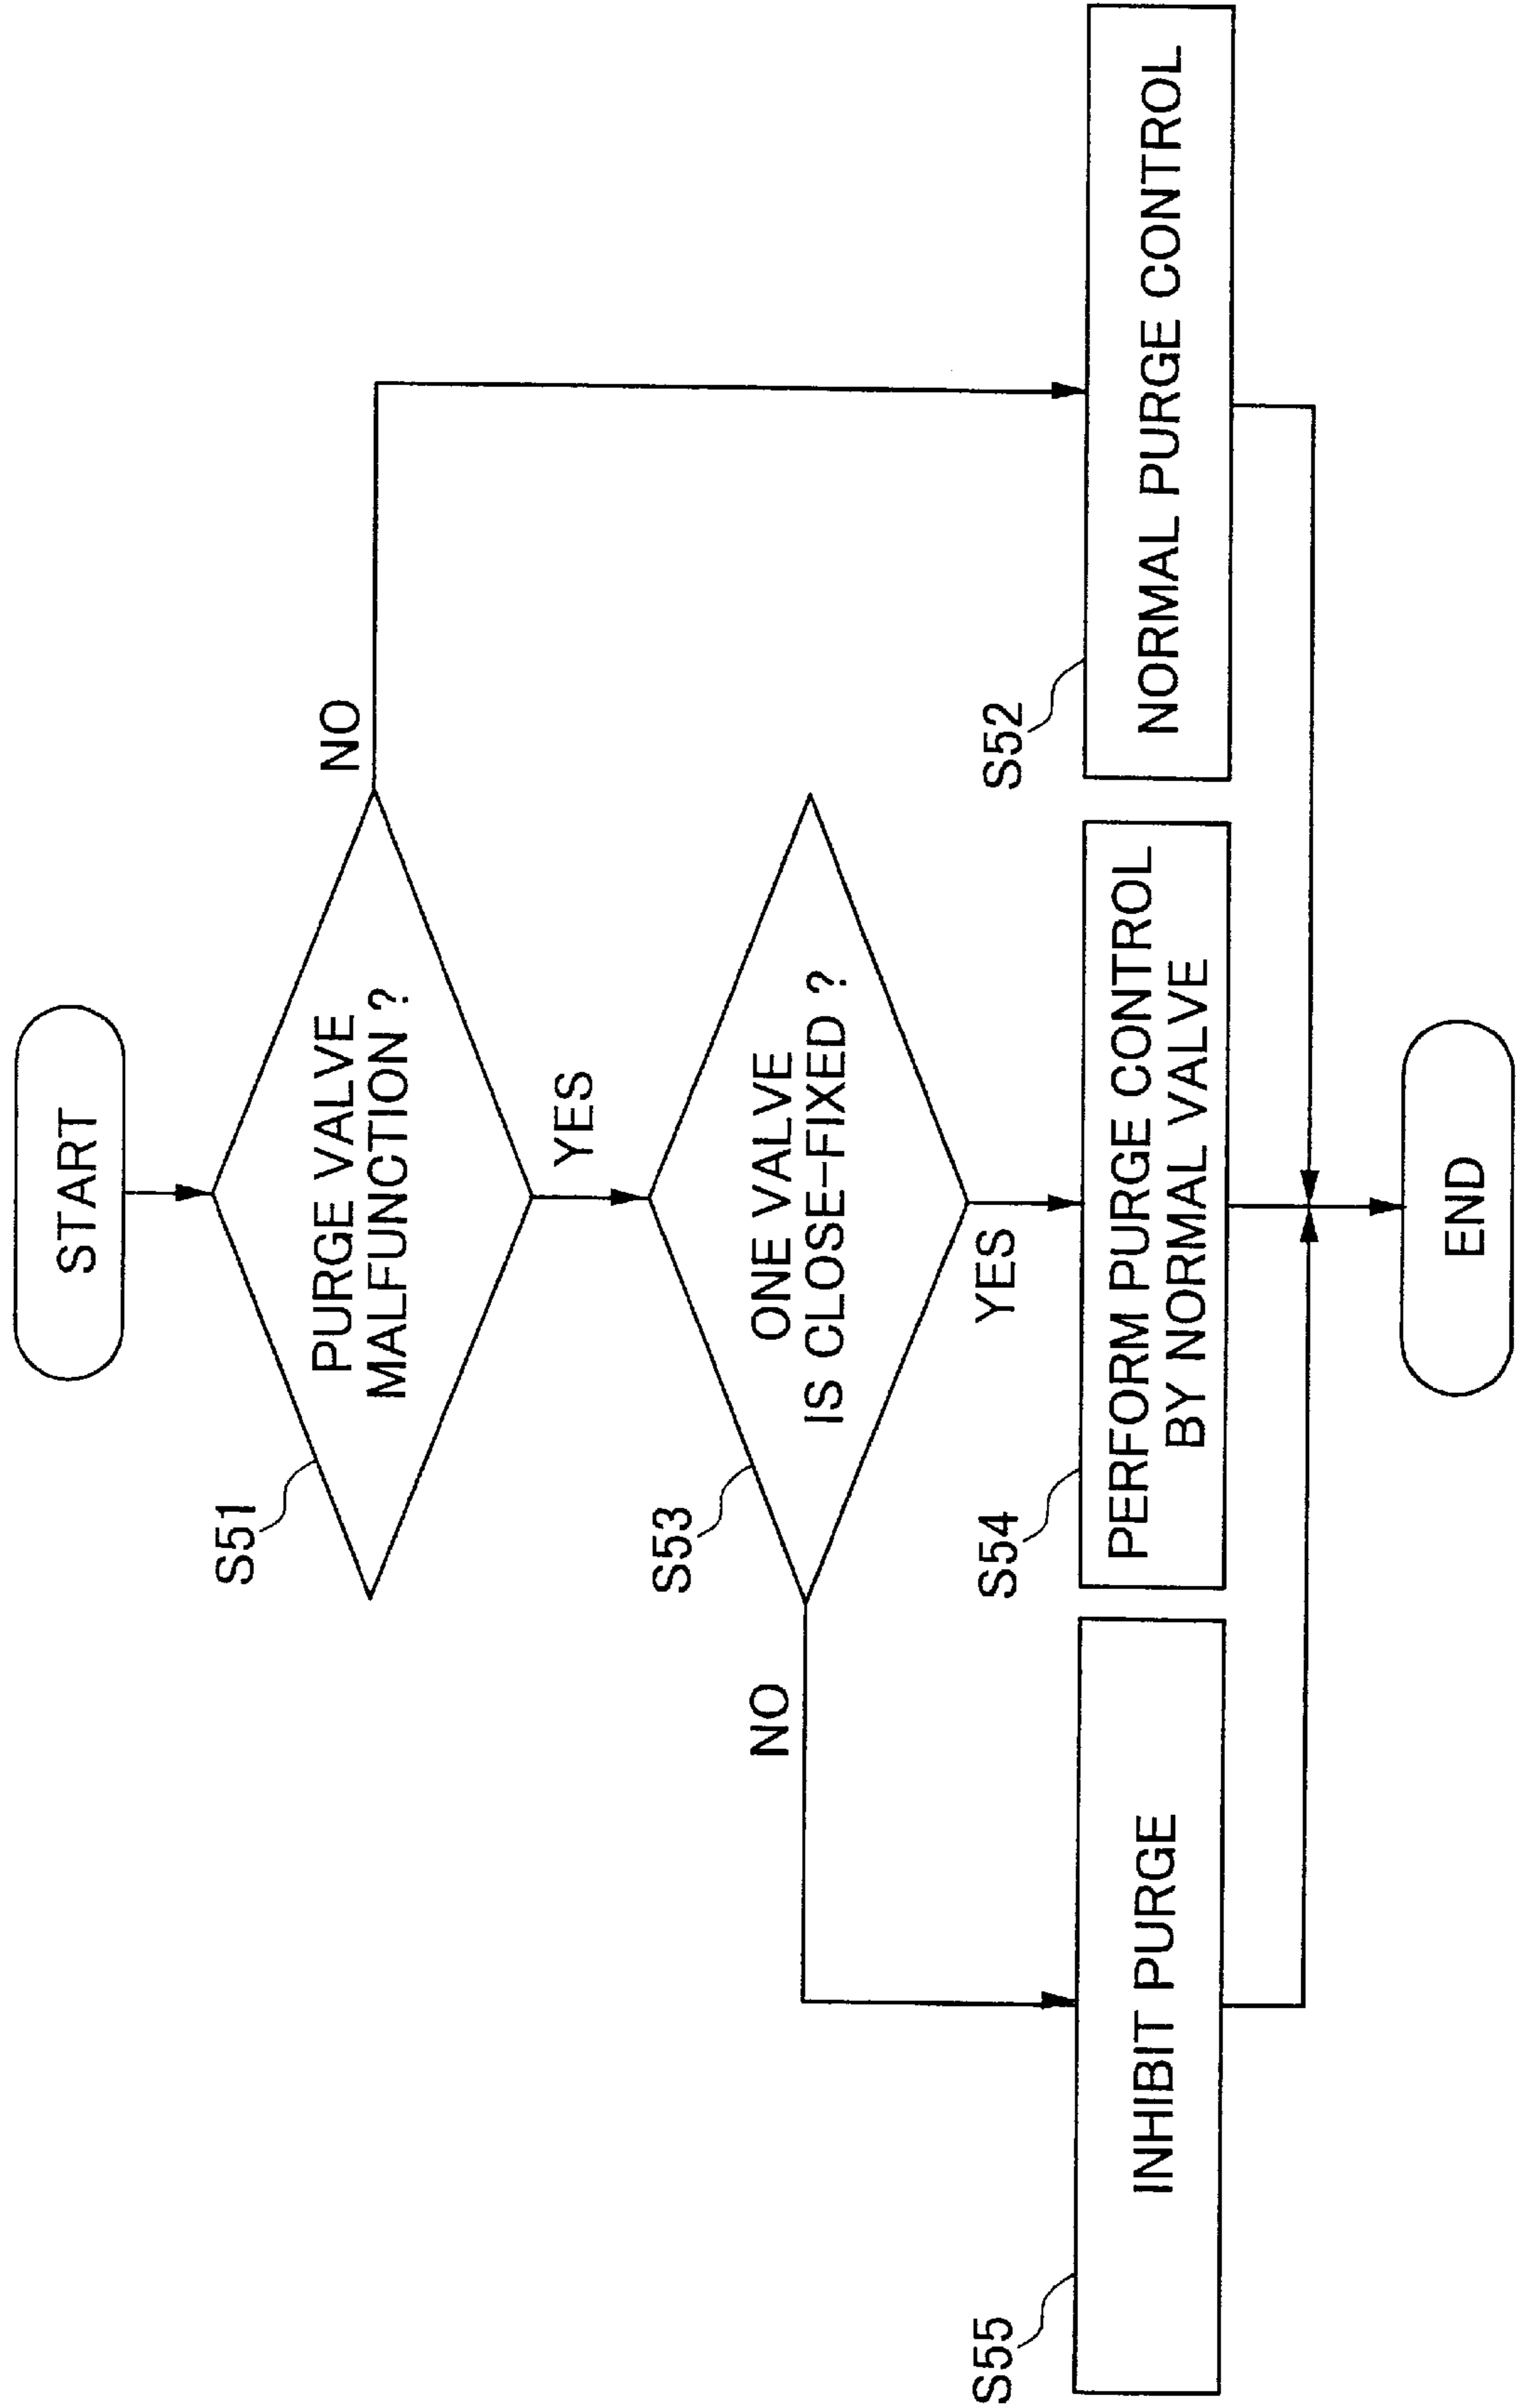 START
S51
PURGE VALVE
MALFUNCTION ?
NO
YES
S53
ONE VALVE
IS CLOSE-FIXED ?
NO
YES
S55
INHIBIT PURGE
S54
PERFORM PURGE CONTROL
BY NORMAL VALVE
S52
NORMAL PURGE CONTROL
END